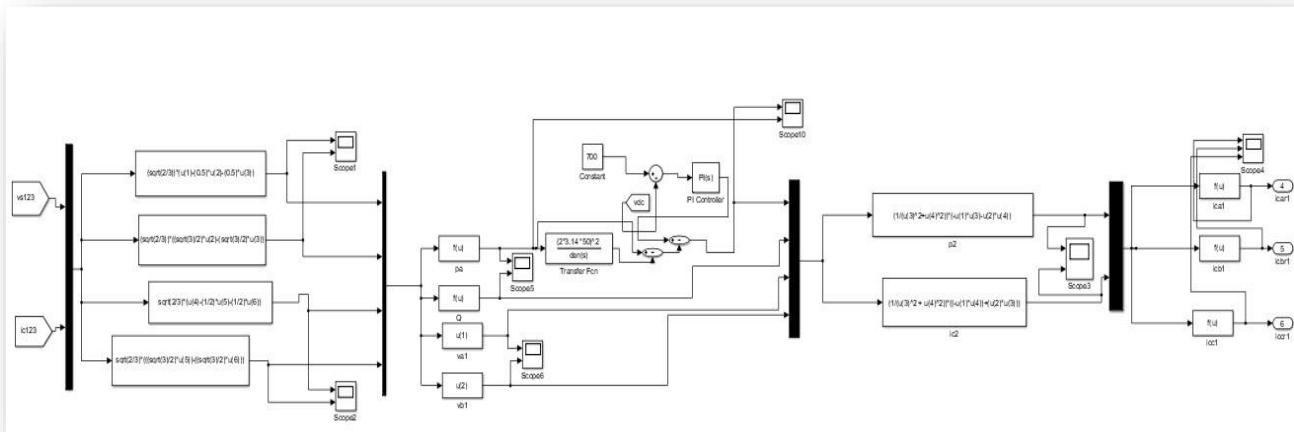 vs123
ic123
(sqrt(2/3))*(u(1)-(0.5)*u(2)-(0.5)*u(3))
(sqrt(2/3))*((sqrt(3)/2)*u(2)-(sqrt(3)/2)*u(3))
sqrt(2/3)*(u(4)-(1/2)*u(5)-(1/2)*u(6))
sqrt(2/3)*(((sqrt(3)/2)*u(5))-((sqrt(3)/2)*u(6)))
Scope1
Scope2
f(u)
pa
f(u)
Q
u(1)
va1
u(2)
vb1
Scope5
Scope6
700
Constant
vdc
PI(s)
PI Controller
(2*3.14*50)^2
den(s)
Transfer Fcn
Scope10
(1/(u(3)^2+u(4)^2))*(-u(1)*u(3)-u(2)*u(4))
p2
(1/(u(3)^2 + u(4)^2))*((-u(1)*u(4))+(u(2)*u(3)))
ic2
Scope3
Scope4
f(u)
ica1
f(u)
icb1
f(u)
icc1
4
icar1
5
icbr1
6
iccr1